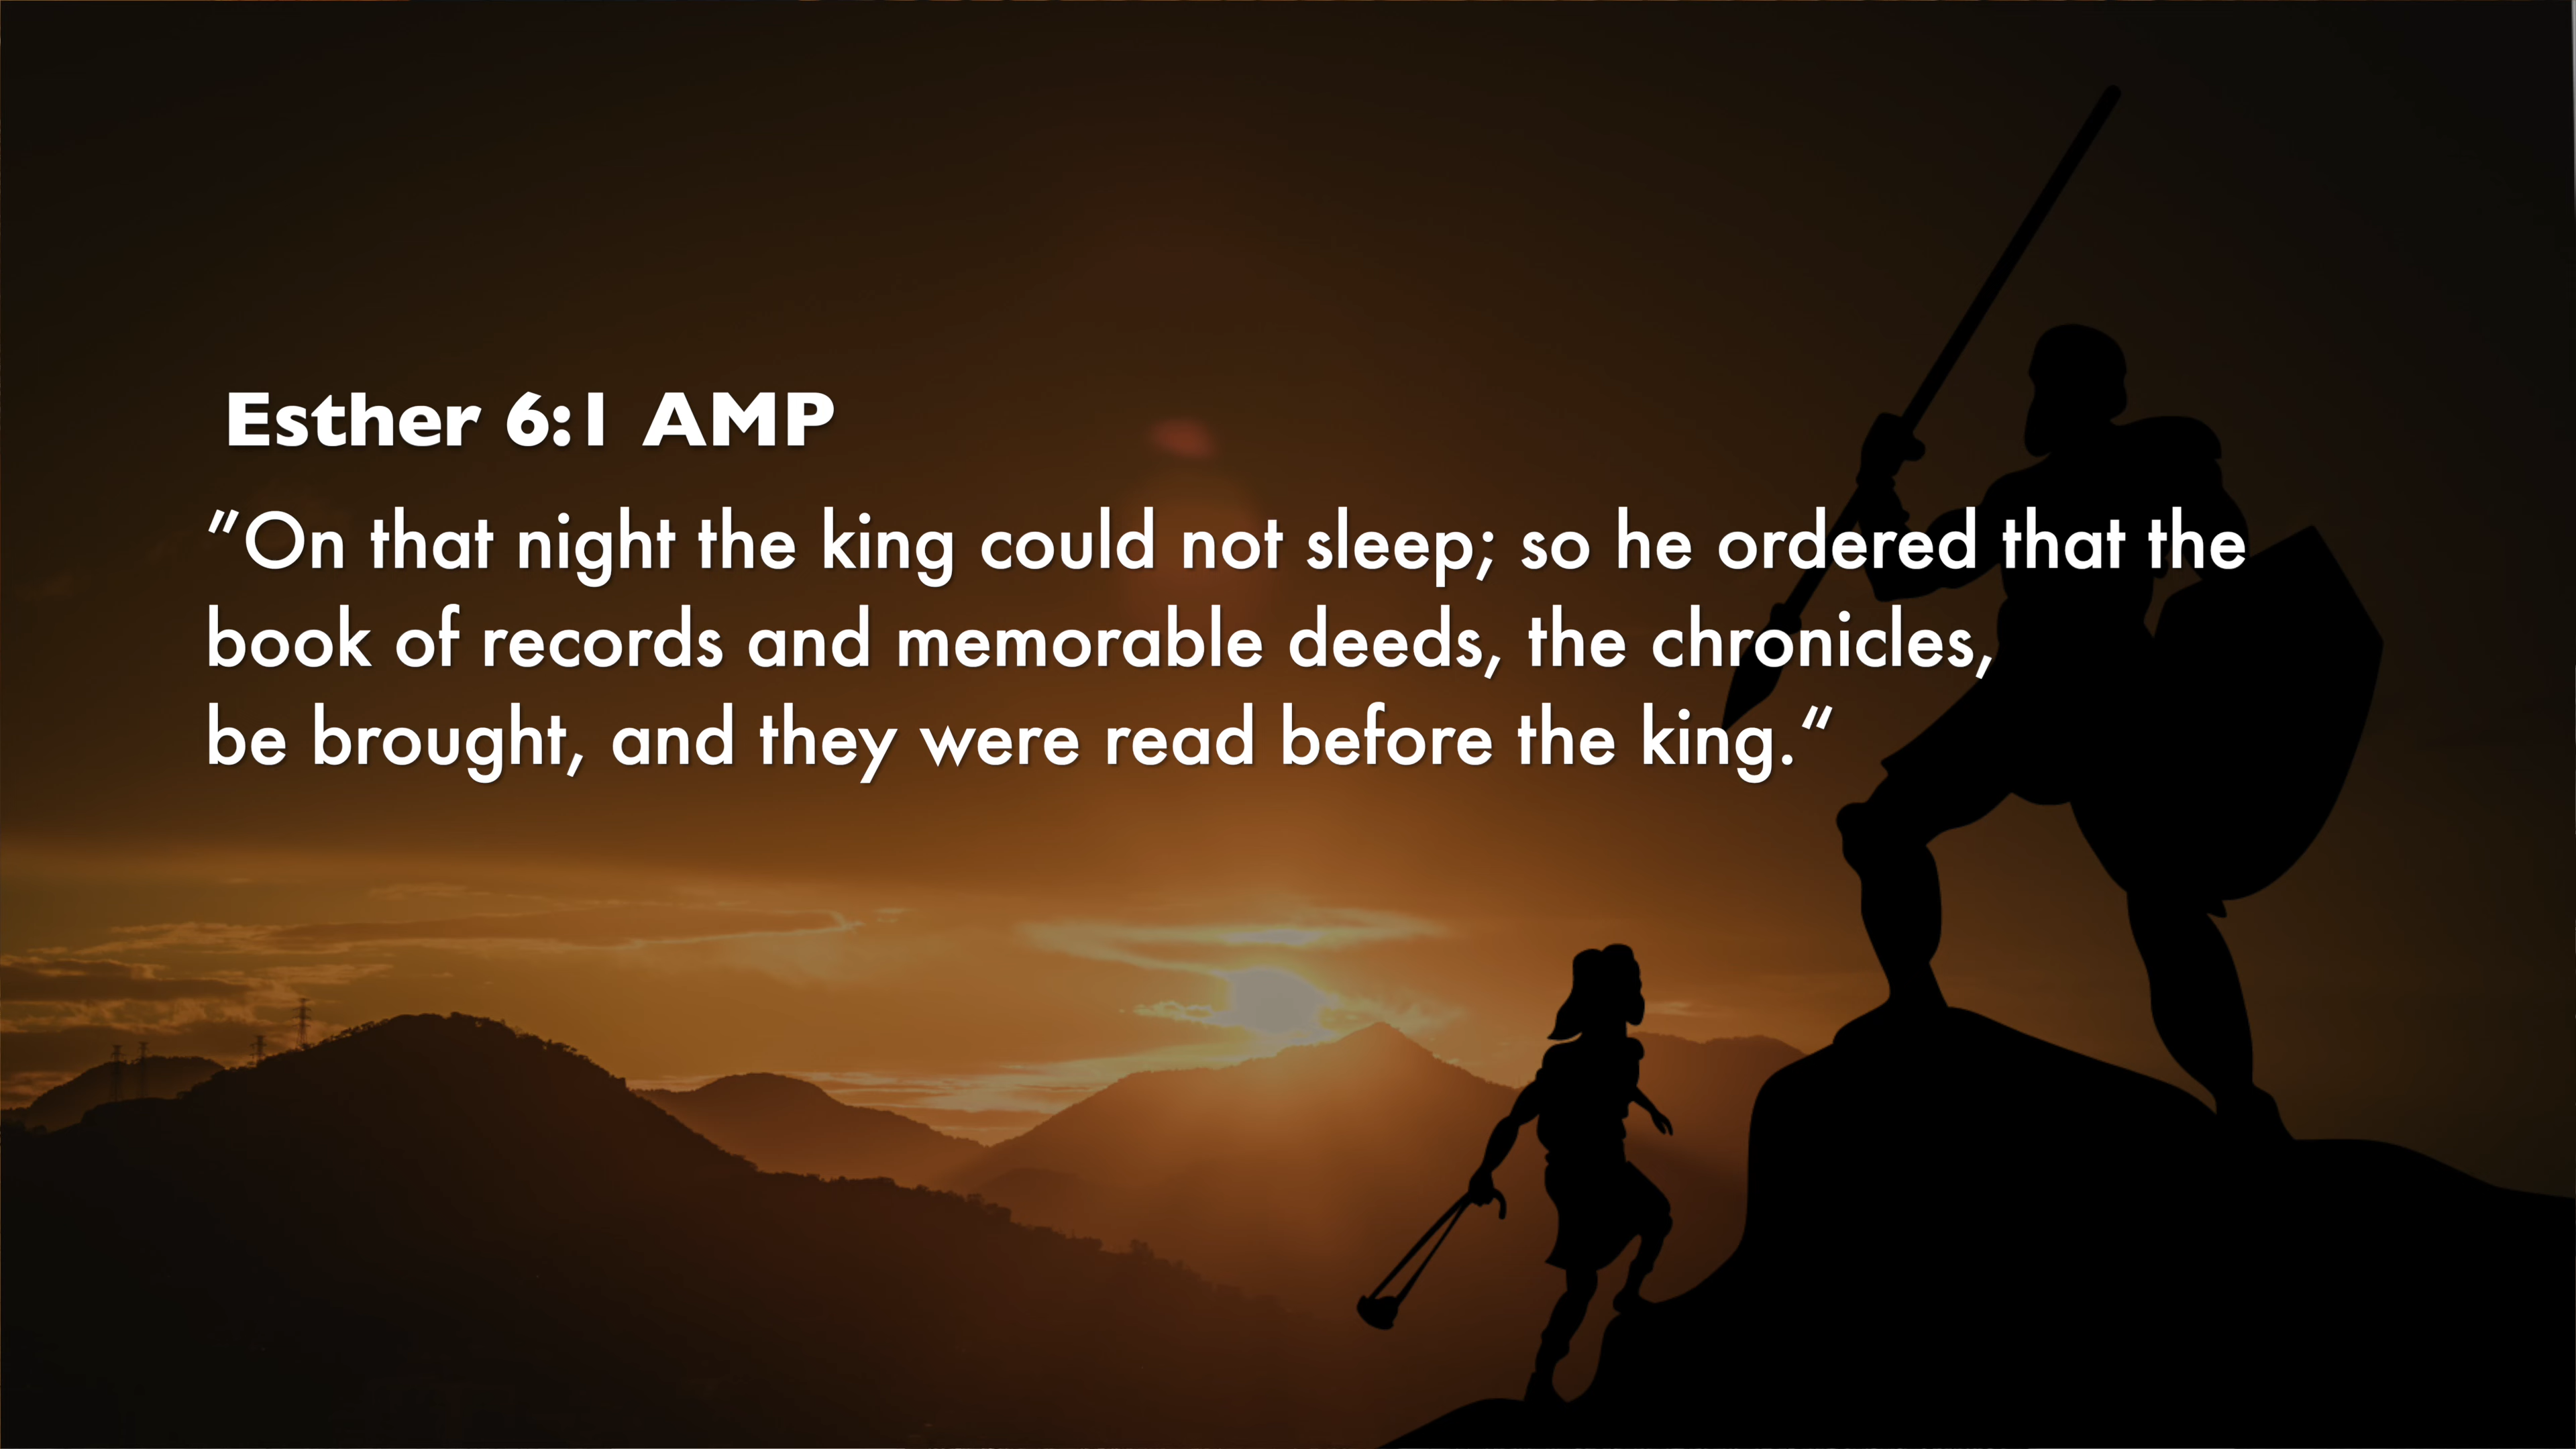 Esther 6:1 AMP
"On that night the king could not sleep; so he ordered that the
book of records and memorable deeds, the chronicles,
be brought, and they were read before the king.“